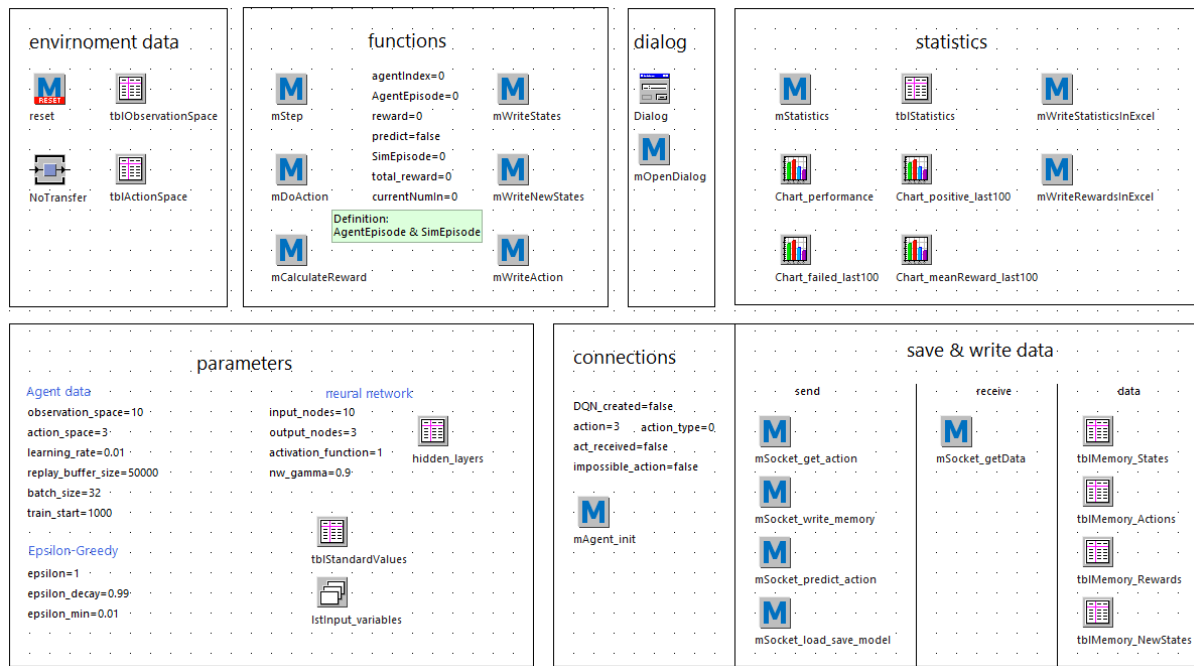 envirnoment data
M
RESET
reset
tblObservationSpace
NoTransfer
tblActionSpace
functions
M
mStep
agentIndex=0
AgentEpisode=0
reward=0
predict=false
SimEpisode=0
total_reward=0
currentNumIn=0
M
mWriteStates
M
mDoAction
M
mWriteNewStates
Definition:
AgentEpisode & SimEpisode
M
mCalculateReward
M
mWriteAction
dialog
Dialog
M
mOpenDialog
statistics
M
mStatistics
tblStatistics
M
mWriteStatisticsInExcel
Chart_performance
Chart_positive_last100
M
mWriteRewardsInExcel
Chart_failed_last100
Chart_meanReward_last100
parameters
Agent data
observation_space=10
action_space=3
learning_rate=0.01
replay_buffer_size=50000
batch_size=32
train_start=1000
Epsilon-Greedy
epsilon=1
epsilon_decay=0.99
epsilon_min=0.01
neural network
input_nodes=10
output_nodes=3
activation_function=1
nw_gamma=0.9
hidden_layers
tblStandardValues
lstInput_variables
connections
DQN_created=false
action=3 action_type=0
act_received=false
impossible_action=false
M
mAgent_init
save & write data
send
M
mSocket_get_action
M
mSocket_write_memory
M
mSocket_predict_action
M
mSocket_load_save_model
receive
M
mSocket_getData
data
tblMemory_States
tblMemory_Actions
tblMemory_Rewards
tblMemory_NewStates